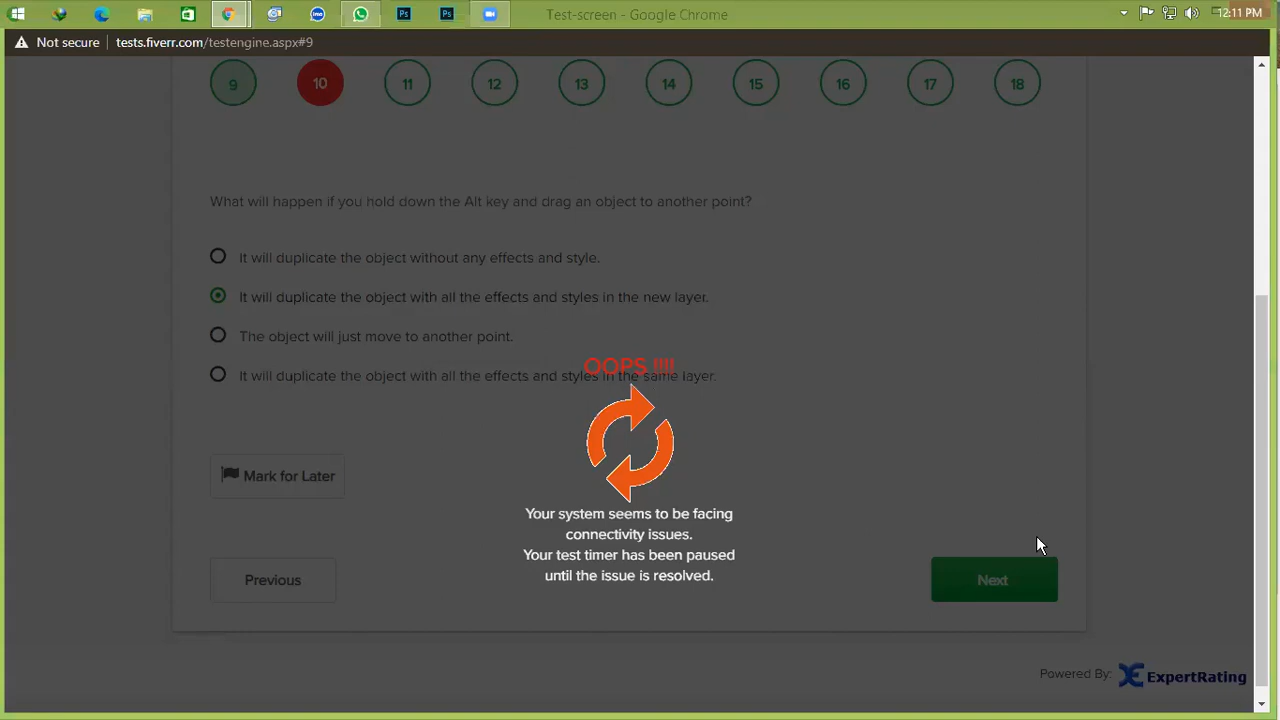 Test-screen - Google Chrome
12:11 PM
Not secure
tests.fiverr.com/testengine.aspx#9
9 10 11 12 13 14 15 16 17 18
What will happen if you hold down the Alt key and drag an object to another point?
It will duplicate the object without any effects and style.
It will duplicate the object with all the effects and styles in the new layer.
The object will just move to another point.
OOPS !!!!
It will duplicate the object with all the effects and styles in the same layer.
Mark for Later
Your system seems to be facing
connectivity issues.
Your test timer has been paused
until the issue is resolved.
Previous
Next
Powered By: ExpertRating